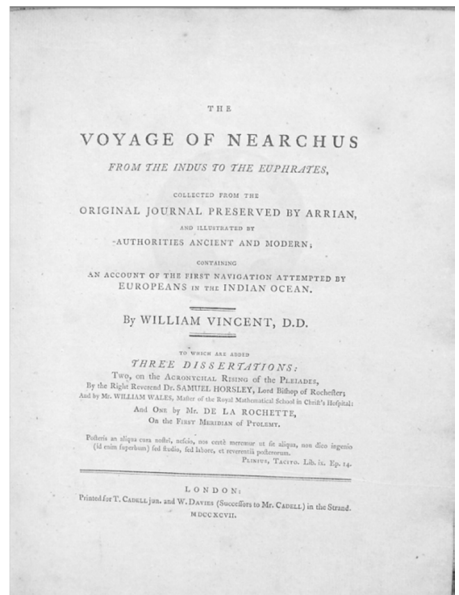 THE
VOYAGE OF NEARCHUS
FROM THE INDUS TO THE EUPHRATES,
COLLECTED FROM THE
ORIGINAL JOURNAL PRESERVED BY ARRIAN,
AND ILLUSTRATED BY
AUTHORITIES ANCIENT AND MODERN;
CONTAINING
AN ACCOUNT OF THE FIRST NAVIGATION ATTEMPTED BY
EUROPEANS IN THE INDIAN OCEAN.
By WILLIAM VINCENT, D.D.
TO WHICH ARE ADDED
THREE DISSERTATIONS:
Two, on the ACRONYCHAL RISING of the PLEIADES,
By the Right Reverend Dr. SAMUEL HORSLEY, Lord Bishop of Rochester;
And by Mr. WILLIAM WALES, Master of the Royal Mathematical School in Christ's Hospital:
And ONE by MR. DE LA ROCHETTE,
ON the FIRST MERIDIAN OF PTOLEMY.
Posteris an aliqua cura nostri, nescio, nos certè meremur ut sit aliqua, non dico ingenio
(id enim superbum) sed studio, sed labore, et reverentiâ posterorum.
PLINIUS, TACITO. Lib. ix. Ep. 14.
LONDON:
Printed for T. CADELL jun. and W. DAVIES (Successors to Mr. CADELL) in the Strand.
MDCCXCVII.